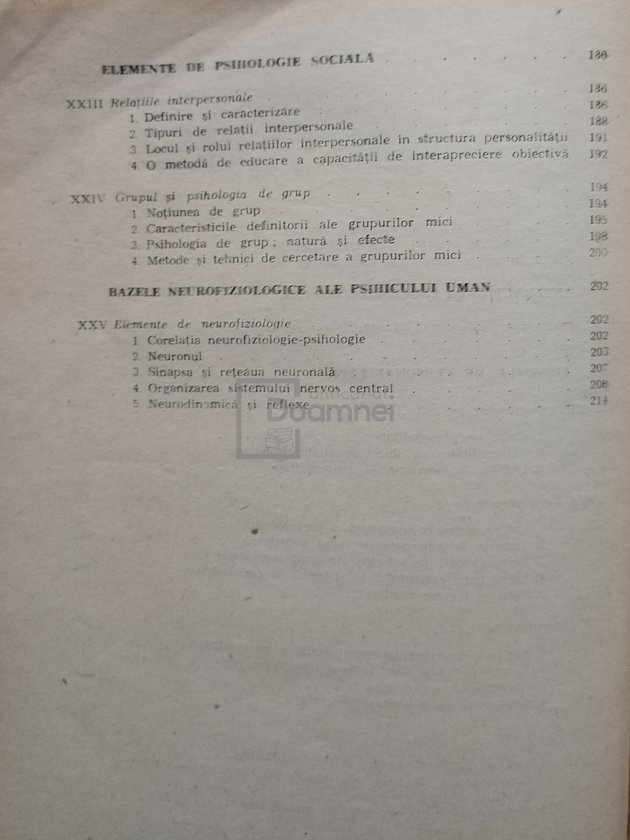 ELEMENTE DE PSIHOLOGIE SOCIALĂ . . . . . . 186
XXIII Relațiile interpersonale . . . . . . 186
1. Definire și caracterizare . . . . . . 186
2. Tipuri de relații interpersonale . . . . . . 188
3. Locul și rolul relațiilor interpersonale în structura personalității 191
4. O metodă de educare a capacității de interapreciere obiectivă . 192
XXIV Grupul și psihologia de grup . . . . . . 194
1. Noțiunea de grup . . . . . . 194
2. Caracteristicile definitorii ale grupurilor mici . . . . 195
3. Psihologia de grup; natură și efecte . . . . . 198
4. Metode și tehnici de cercetare a grupurilor mici . . . . 200
BAZELE NEUROFIZIOLOGICE ALE PSIHICULUI UMAN . . . . 202
XXV Elemente de neurofiziologie . . . . . . 202
1 Corelația neurofiziologie-psihologie . . . . . . 202
2. Neuronul . . . . . . 203
3. Sinapsa și rețeaua neuronală . . . . . . 207
4 Organizarea sistemului nervos central . . . . . 208
5. Neurodinamică și reflexe . . . . . . 214
anticariat
Doamnei